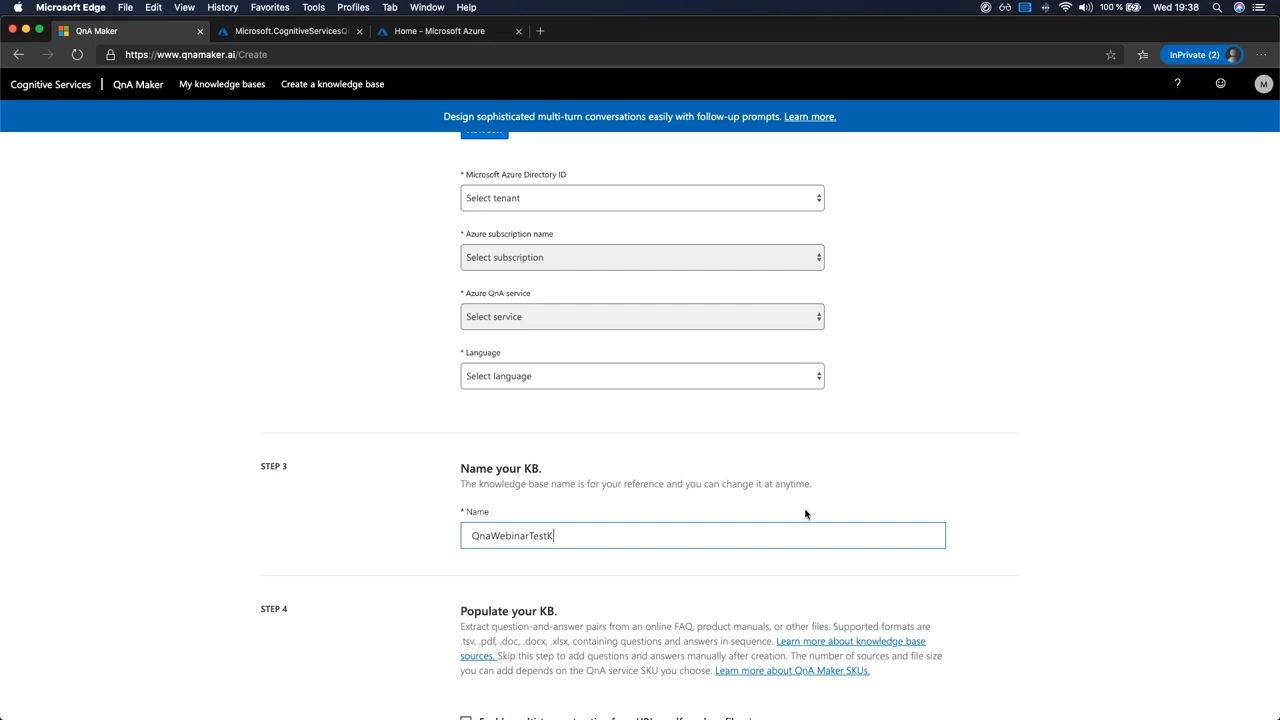 Microsoft Edge File Edit View History Favorites Tools Profiles Tab Window Help 100 % Wed 19:38
QnA Maker Microsoft.CognitiveServicesQ Home - Microsoft Azure
https://www.qnamaker.ai/Create InPrivate (2)
Cognitive Services QnA Maker My knowledge bases Create a knowledge base ? M
Design sophisticated multi-turn conversations easily with follow-up prompts. Learn more.
* Microsoft Azure Directory ID
Select tenant
* Azure subscription name
Select subscription
* Azure QnA service
Select service
* Language
Select language
STEP 3 Name your KB.
The knowledge base name is for your reference and you can change it at anytime.
* Name
QnaWebinarTestK
STEP 4 Populate your KB.
Extract question-and-answer pairs from an online FAQ, product manuals, or other files. Supported formats are
.tsv, .pdf, .doc, .docx, .xlsx, containing questions and answers in sequence. Learn more about knowledge base
sources. Skip this step to add questions and answers manually after creation. The number of sources and file size
you can add depends on the QnA service SKU you choose. Learn more about QnA Maker SKUs.